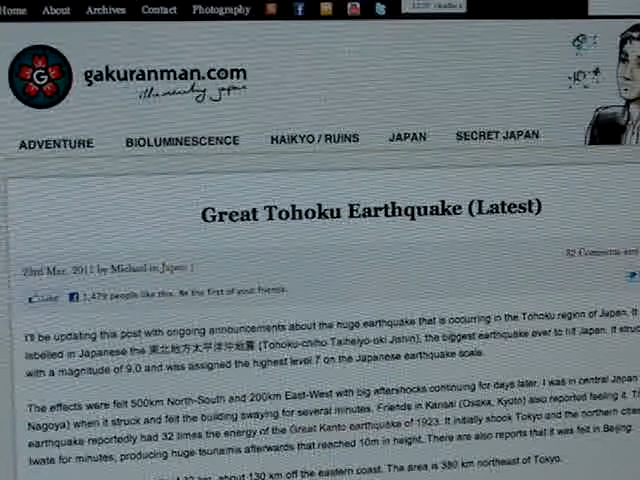 Home About Archives Contact Photography
gakuranman.com
illuminating japan
ADVENTURE BIOLUMINESCENCE HAIKYO / RUINS JAPAN SECRET JAPAN
Great Tohoku Earthquake (Latest)
23rd Mar, 2011 by Michael in Japan
32 Comments and
Like 1,479 people like this. Be the first of your friends.
I'll be updating this post with ongoing announcements about the huge earthquake that is occurring in the Tohoku region of Japan. It
labelled in Japanese the 東北地方太平洋沖地震 (Tohoku-chiho Taiheiyo-oki Jishin), the biggest earthquake ever to hit Japan. It struc
with a magnitude of 9.0 and was assigned the highest level 7 on the Japanese earthquake scale.
The effects were felt 500km North-South and 200km East-West with big aftershocks continuing for days later. I was in central Japan
Nagoya) when it struck and felt the building swaying for several minutes. Friends in Kansai (Osaka, Kyoto) also reported feeling it. T
earthquake reportedly had 32 times the energy of the Great Kanto earthquake of 1923. It initially shook Tokyo and the northern citie
Iwate for minutes, producing huge tsunamis afterwards that reached 10m in height. There are also reports that it was felt in Beijing.
about 130 km off the eastern coast. The area is 380 km northeast of Tokyo.